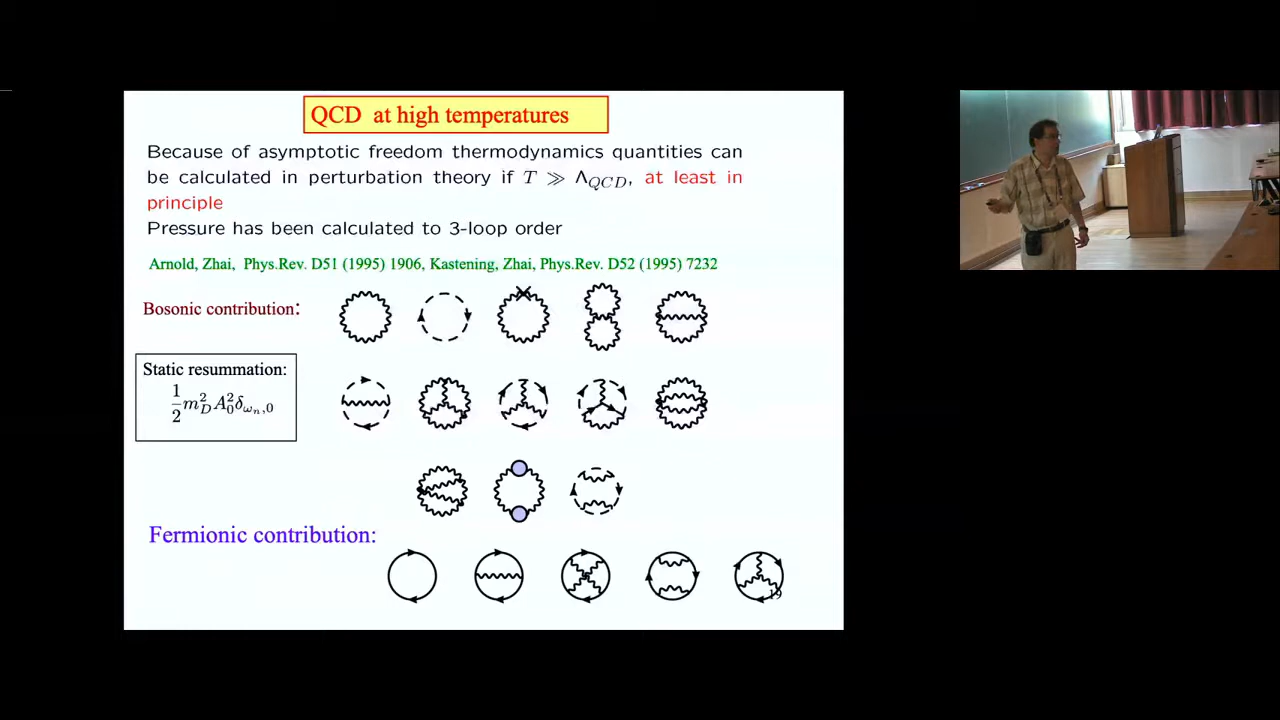 QCD at high temperatures
Because of asymptotic freedom thermodynamics quantities can
be calculated in perturbation theory if T ≫ Λ_QCD, at least in
principle
Pressure has been calculated to 3-loop order
Arnold, Zhai, Phys.Rev. D51 (1995) 1906, Kastening, Zhai, Phys.Rev. D52 (1995) 7232
Bosonic contribution:
Static resummation:
1/2 m_D^2 A_0^2 δ_{ω_n,0}
Fermionic contribution:
19